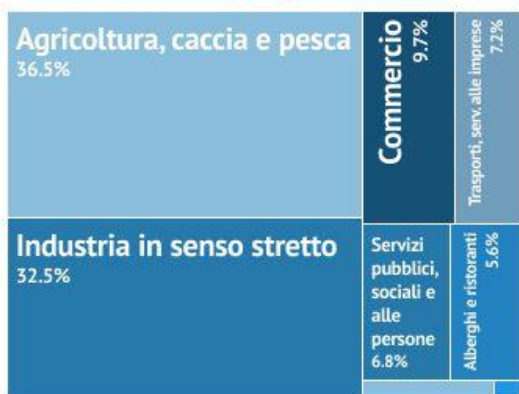 Agricoltura, caccia e pesca
36.5%
Industria in senso stretto
32.5%
Commercio
9.7%
Trasporti, serv. alle imprese
7.2%
Servizi
pubblici,
sociali e
alle
persone
6.8%
Alberghi e ristoranti
5.6%